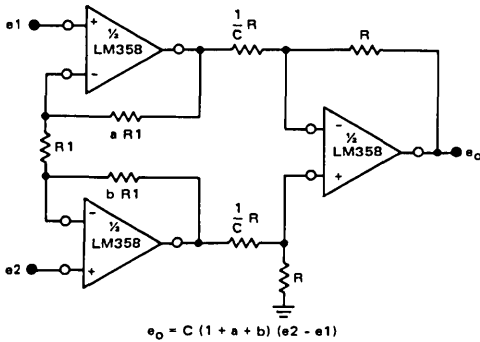 e1
+
½
LM358
−
1/C R
R
a R1
R1
b R1
−
½
LM358
+
e2
−
½
LM358
+
eₒ
1/C R
R
eₒ = C (1 + a + b) (e2 - e1)